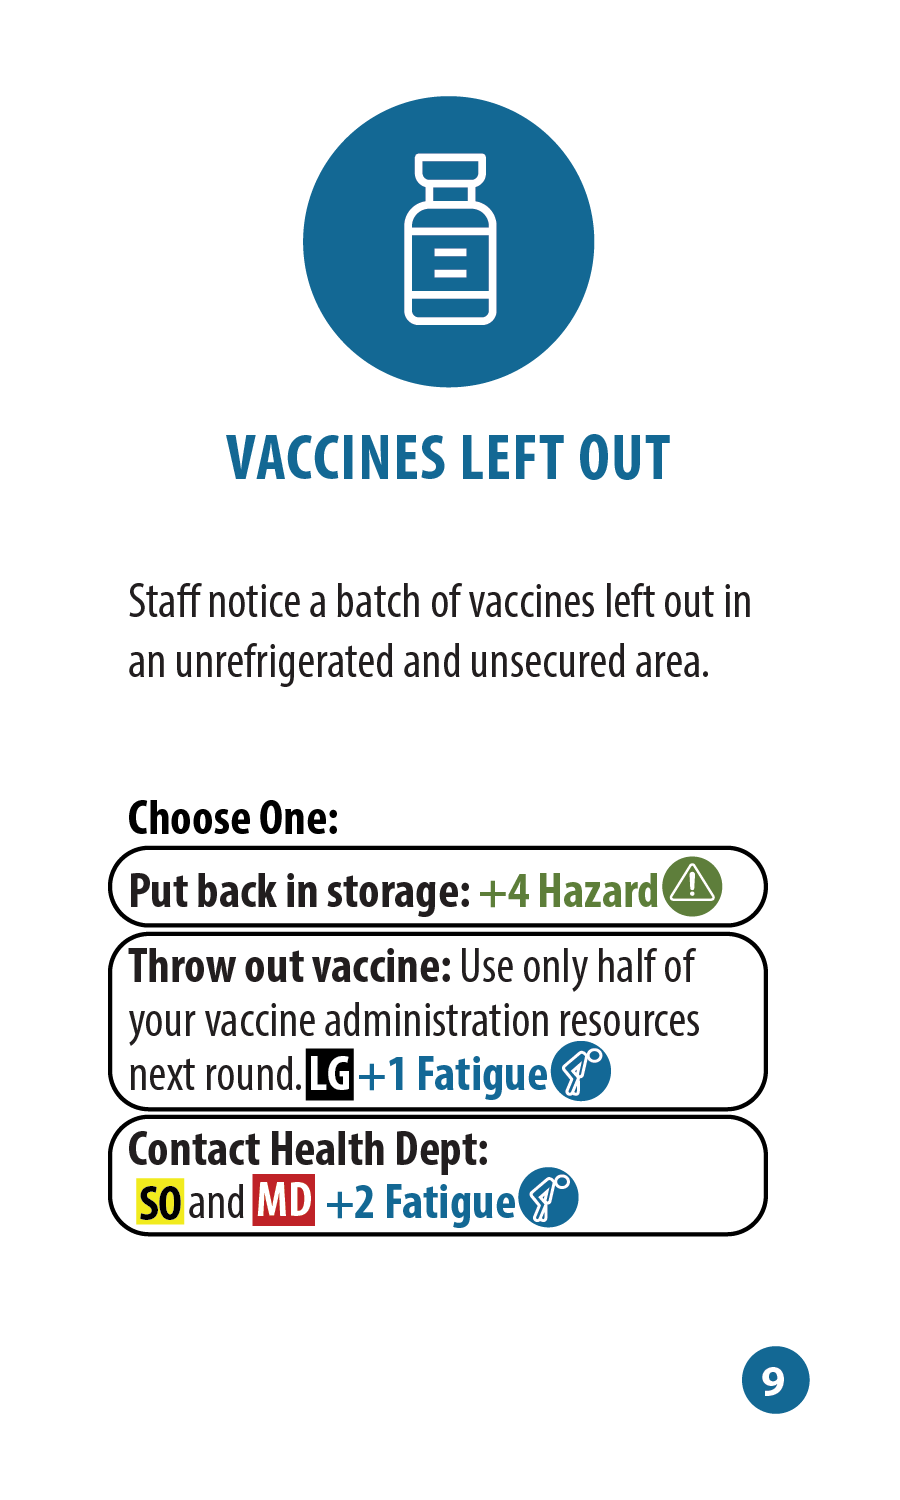 VACCINES LEFT OUT
Staff notice a batch of vaccines left out in
an unrefrigerated and unsecured area.
Choose One:
Put back in storage: +4 Hazard
Throw out vaccine: Use only half of
your vaccine administration resources
next round. LG +1 Fatigue
Contact Health Dept:
SO and MD +2 Fatigue
9